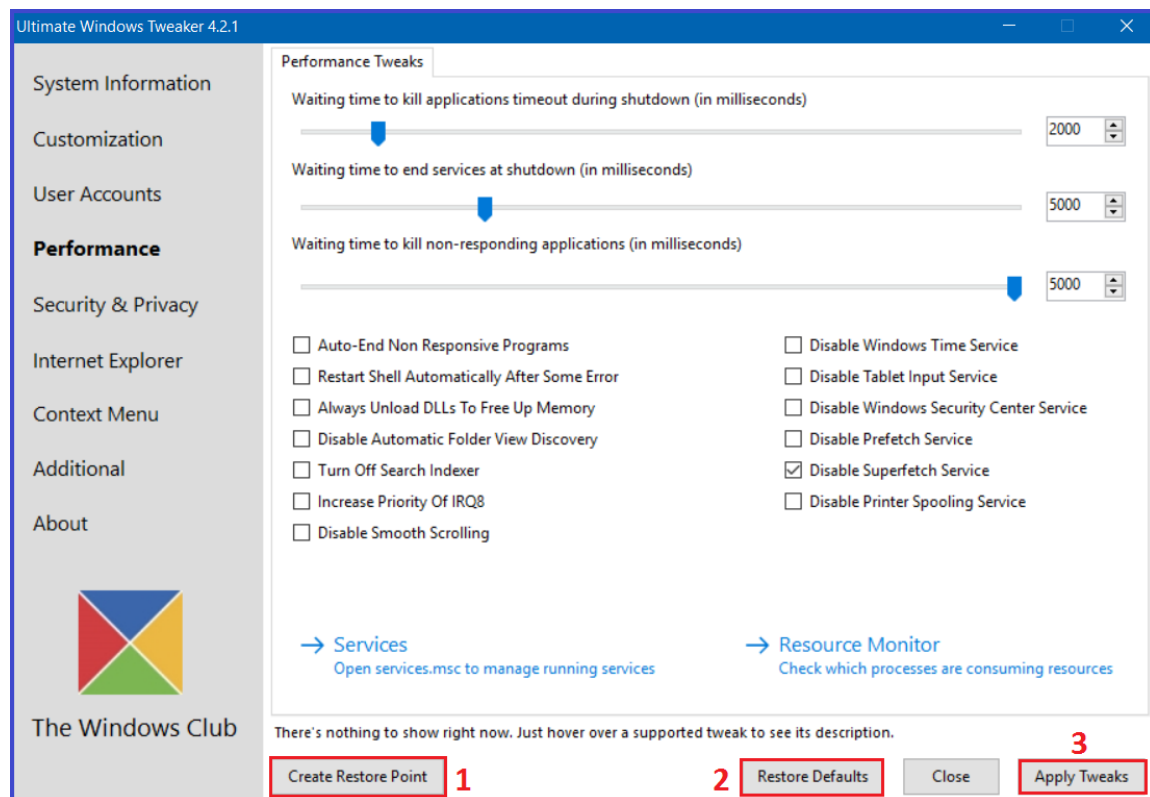 Ultimate Windows Tweaker 4.2.1
System Information
Customization
User Accounts
Performance
Security & Privacy
Internet Explorer
Context Menu
Additional
About
The Windows Club
Performance Tweaks
Waiting time to kill applications timeout during shutdown (in milliseconds)
2000
Waiting time to end services at shutdown (in milliseconds)
5000
Waiting time to kill non-responding applications (in milliseconds)
5000
Auto-End Non Responsive Programs
Restart Shell Automatically After Some Error
Always Unload DLLs To Free Up Memory
Disable Automatic Folder View Discovery
Turn Off Search Indexer
Increase Priority Of IRQ8
Disable Smooth Scrolling
Disable Windows Time Service
Disable Tablet Input Service
Disable Windows Security Center Service
Disable Prefetch Service
Disable Superfetch Service
Disable Printer Spooling Service
Services
Open services.msc to manage running services
Resource Monitor
Check which processes are consuming resources
There's nothing to show right now. Just hover over a supported tweak to see its description.
Create Restore Point 1
2 Restore Defaults
Close
3
Apply Tweaks